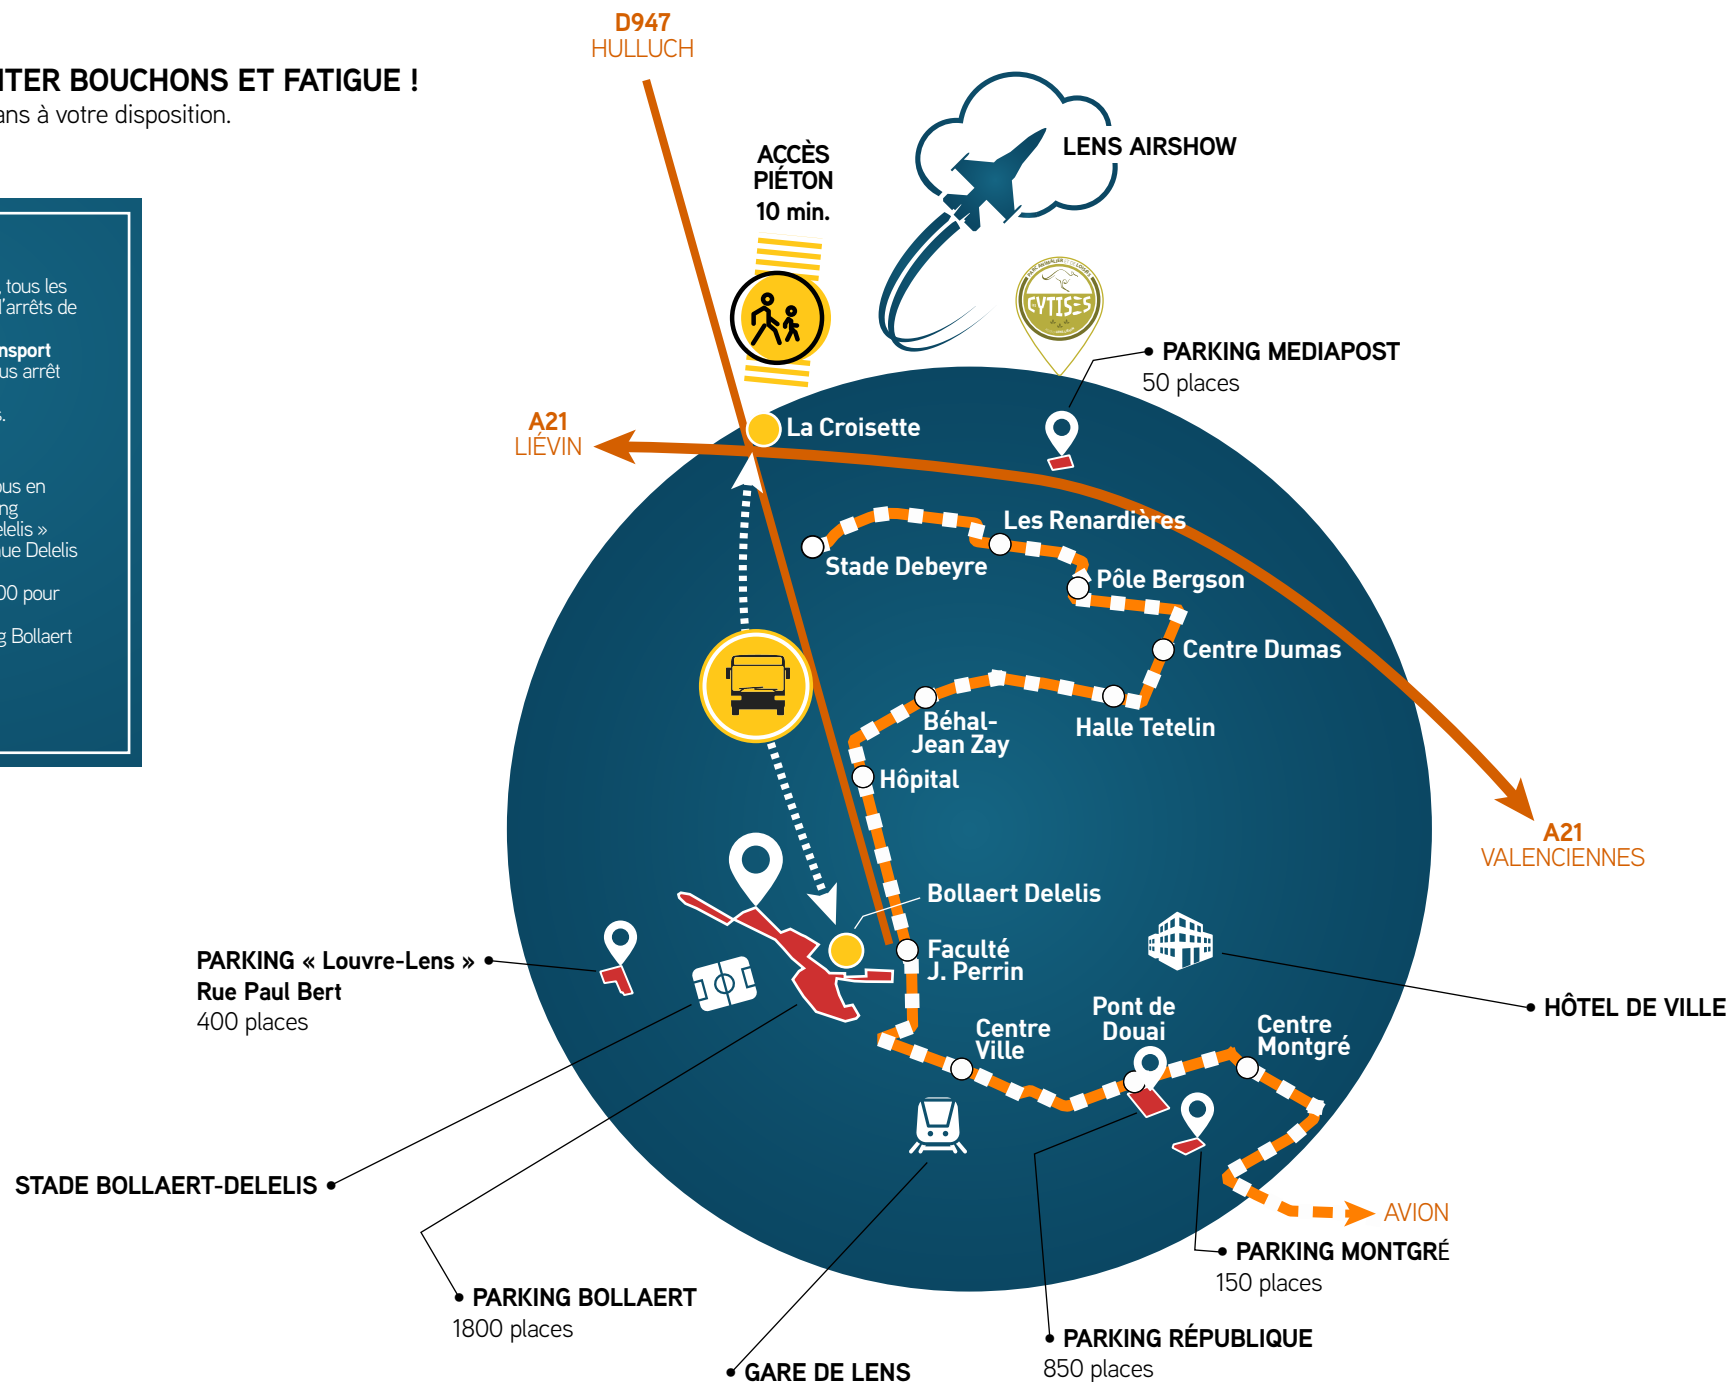 D947
HULLUCH
ITER BOUCHONS ET FATIGUE !
ans à votre disposition.
ACCÈS
PIÉTON
10 min.
LENS AIRSHOW
, tous les
d'arrêts de
nsport
us arrêt
s.
ous en
ng
elelis »
ue Delelis
00 pour
g Bollaert
CYTISES
PARKING MEDIAPOST
50 places
A21
LIÉVIN
La Croisette
Les Renardières
Stade Debeyre
Pôle Bergson
Centre Dumas
Halle Tetelin
Béhal-
Jean Zay
Hôpital
A21
VALENCIENNES
Bollaert Delelis
Faculté
J. Perrin
PARKING « Louvre-Lens »
Rue Paul Bert
400 places
HÔTEL DE VILLE
Pont de
Douai
Centre
Ville
Centre
Montgré
STADE BOLLAERT-DELELIS
AVION
PARKING MONTGRÉ
150 places
PARKING BOLLAERT
1800 places
PARKING RÉPUBLIQUE
850 places
GARE DE LENS